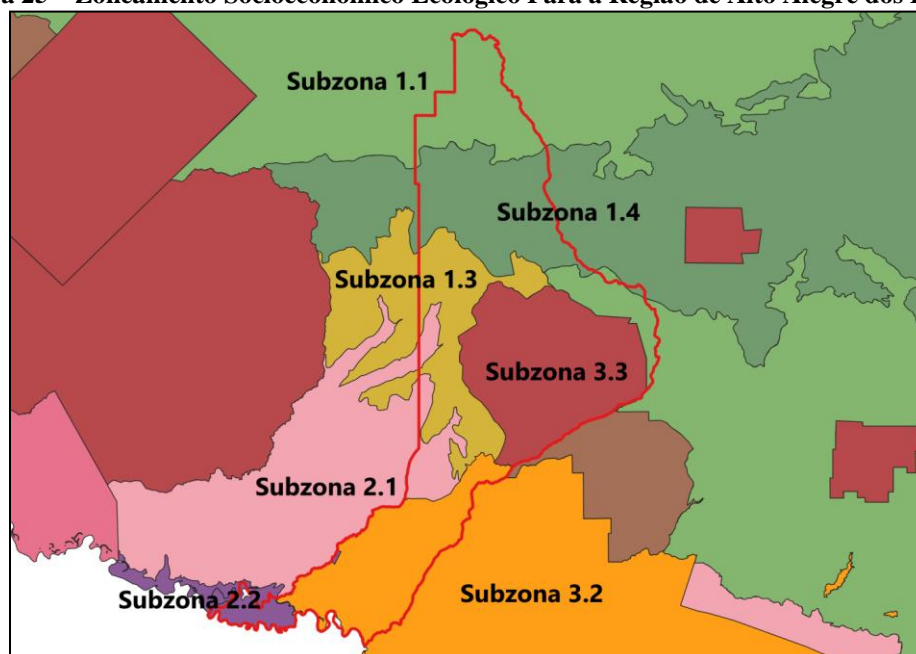 Zoneamento Socioeconômico Ecológico Para a Região de Alto Alegre dos
Subzona 1.1
Subzona 1.4
Subzona 1.3
Subzona 3.3
Subzona 2.1
Subzona 2.2
Subzona 3.2